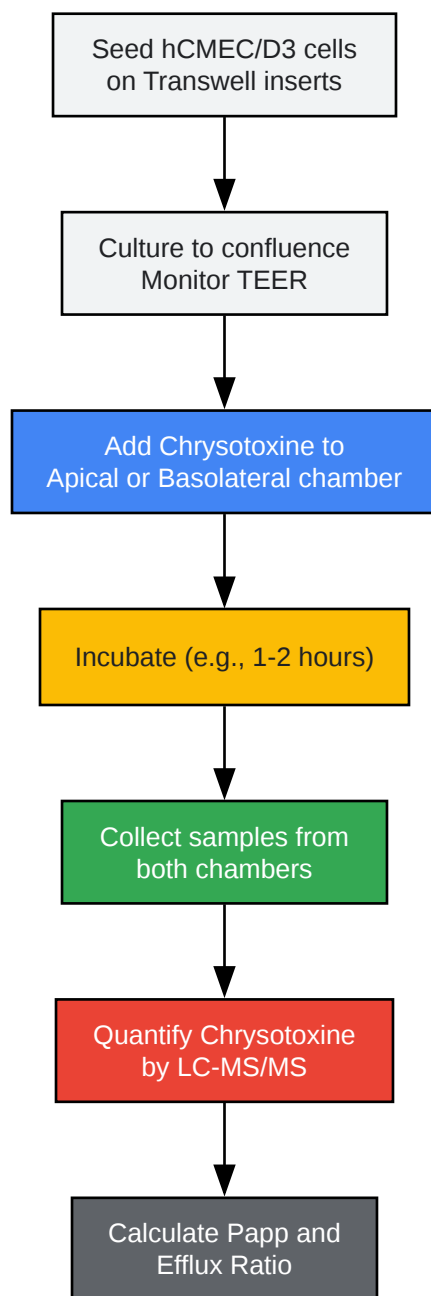 Seed hCMEC/D3 cells
on Transwell inserts
Culture to confluence
Monitor TEER
Add Chrysotoxine to
Apical or Basolateral chamber
Incubate (e.g., 1-2 hours)
Collect samples from
both chambers
Quantify Chrysotoxine
by LC-MS/MS
Calculate Papp and
Efflux Ratio